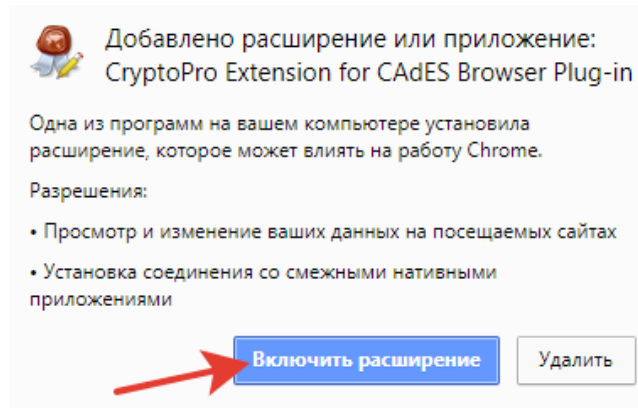 Добавлено расширение или приложение:
CryptoPro Extension for CAdES Browser Plug-in
Одна из программ на вашем компьютере установила
расширение, которое может влиять на работу Chrome.
Разрешения:
• Просмотр и изменение ваших данных на посещаемых сайтах
• Установка соединения со смежными нативными
приложениями
Включить расширение
Удалить